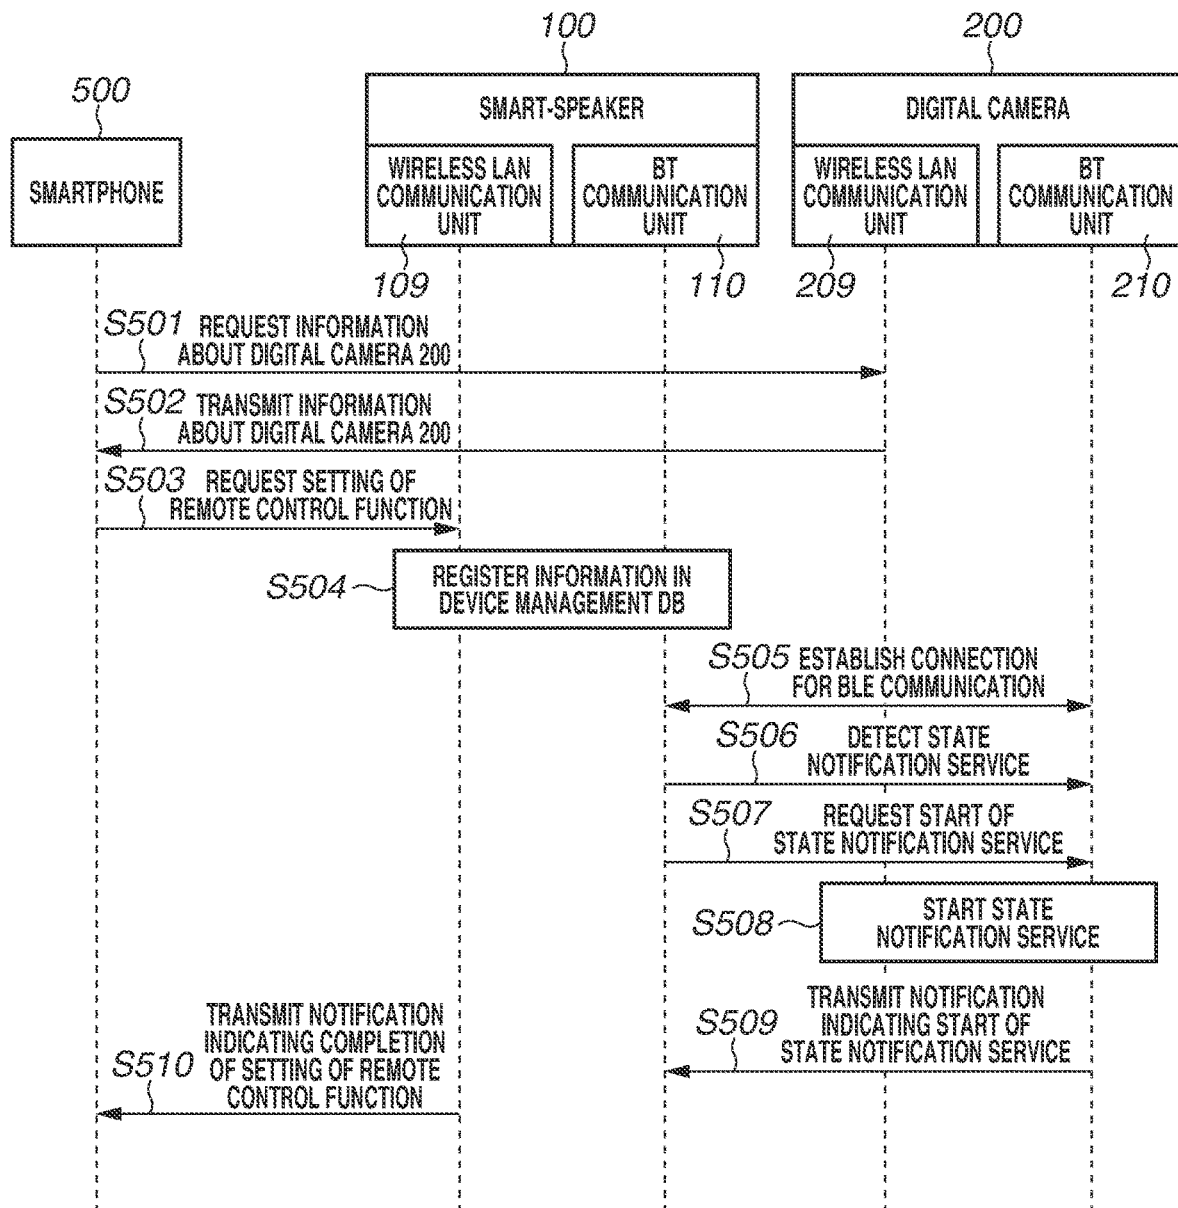 100
200
500
SMART-SPEAKER
DIGITAL CAMERA
SMARTPHONE
WIRELESS LAN
COMMUNICATION
UNIT
BT
COMMUNICATION
UNIT
WIRELESS LAN
COMMUNICATION
UNIT
BT
COMMUNICATION
UNIT
109
110
209
210
S501
REQUEST INFORMATION
ABOUT DIGITAL CAMERA 200
S502
TRANSMIT INFORMATION
ABOUT DIGITAL CAMERA 200
S503
REQUEST SETTING OF
REMOTE CONTROL FUNCTION
S504
REGISTER INFORMATION IN
DEVICE MANAGEMENT DB
S505
ESTABLISH CONNECTION
FOR BLE COMMUNICATION
S506
DETECT STATE
NOTIFICATION SERVICE
S507
REQUEST START OF
STATE NOTIFICATION SERVICE
S508
START STATE
NOTIFICATION SERVICE
S509
TRANSMIT NOTIFICATION
INDICATING START OF
STATE NOTIFICATION SERVICE
S510
TRANSMIT NOTIFICATION
INDICATING COMPLETION
OF SETTING OF REMOTE
CONTROL FUNCTION